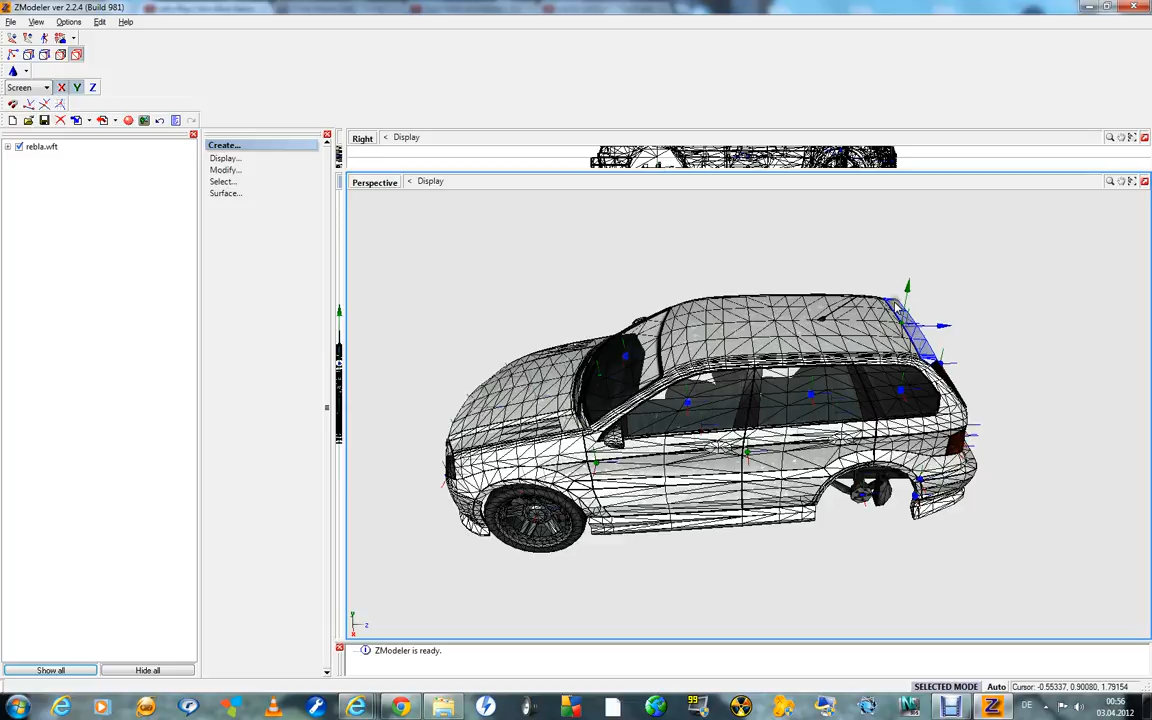 ZModeler ver 2.2.4 (Build 981)
File View Options Edit Help
Screen X Y Z
rebla.wft
Create...
Display...
Modify...
Select...
Surface...
Right < Display
Perspective < Display
y
z
x
Show all Hide all
ZModeler is ready.
SELECTED MODE Auto Cursor: -0.55337, 0.90080, 1.79154
99
DE 00:56
03.04.2012